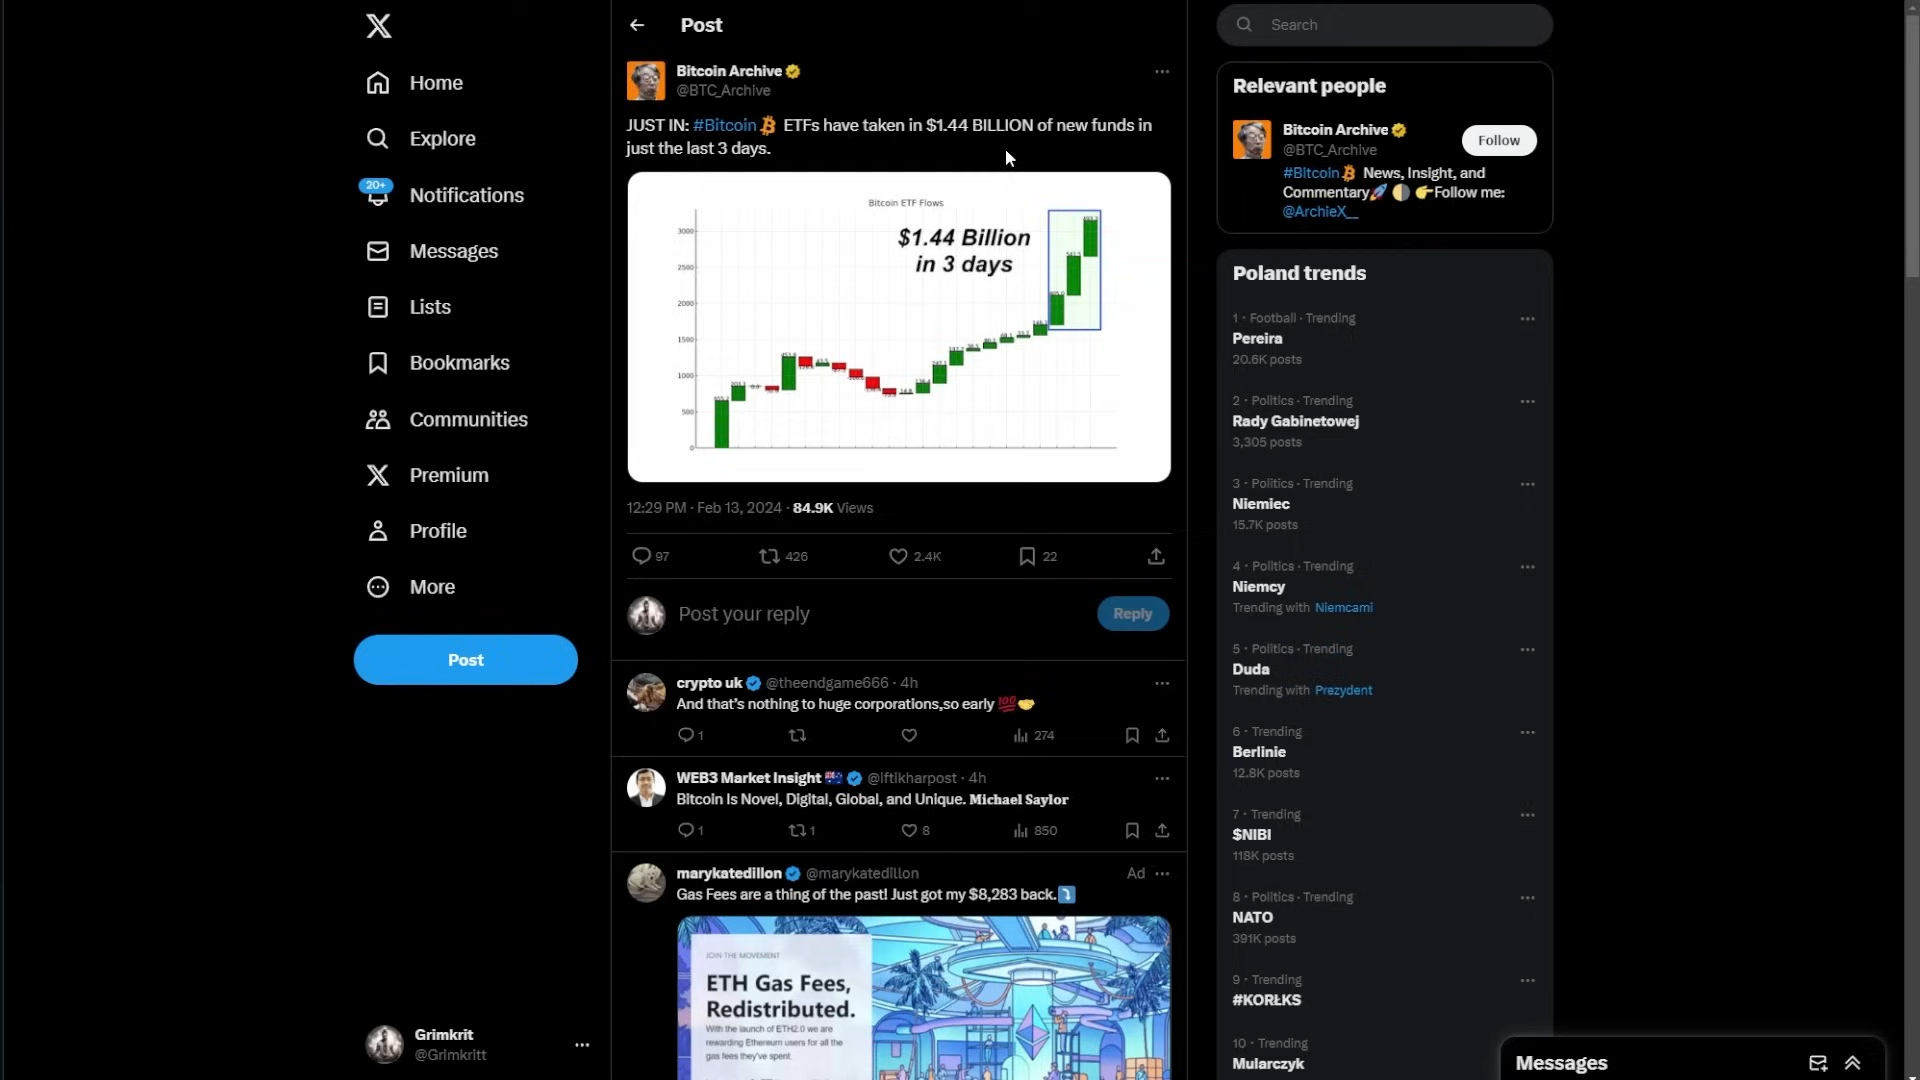 Home
Explore
20+
Notifications
Messages
Lists
Bookmarks
Communities
Premium
Profile
More
Post
Grimkrit
@Gr1mkritt
Post
Bitcoin Archive
@BTC_Archive
JUST IN: #Bitcoin ETFs have taken in $1.44 BILLION of new funds in
just the last 3 days.
Bitcoin ETF Flows
$1.44 Billion
in 3 days
3000
2500
2000
1500
1000
500
0
12:29 PM · Feb 13, 2024 · 84.9K Views
97 426 2.4K 22
Post your reply
Reply
crypto uk @theendgame666 · 4h
And that's nothing to huge corporations,so early 💯🤝
1 274
WEB3 Market Insight @iftikharpost · 4h
Bitcoin Is Novel, Digital, Global, and Unique. Michael Saylor
1 1 8 850
marykatedillon @marykatedillon Ad
Gas Fees are a thing of the past! Just got my $8,283 back.
JOIN THE MOVEMENT
ETH Gas Fees,
Redistributed.
With the launch of ETH2.0 we are
rewarding Ethereum users for all the
gas fees they've spent
Search
Relevant people
Bitcoin Archive
@BTC_Archive
Follow
#Bitcoin News, Insight, and
Commentary🚀 🌗 👉Follow me:
@ArchieX__
Poland trends
1 · Football · Trending
Pereira
20.6K posts
2 · Politics · Trending
Rady Gabinetowej
3,305 posts
3 · Politics · Trending
Niemiec
15.7K posts
4 · Politics · Trending
Niemcy
Trending with Niemcami
5 · Politics · Trending
Duda
Trending with Prezydent
6 · Trending
Berlinie
12.8K posts
7 · Trending
$NIBI
118K posts
8 · Politics · Trending
NATO
391K posts
9 · Trending
#KORŁKS
10 · Trending
Mularczyk
Messages